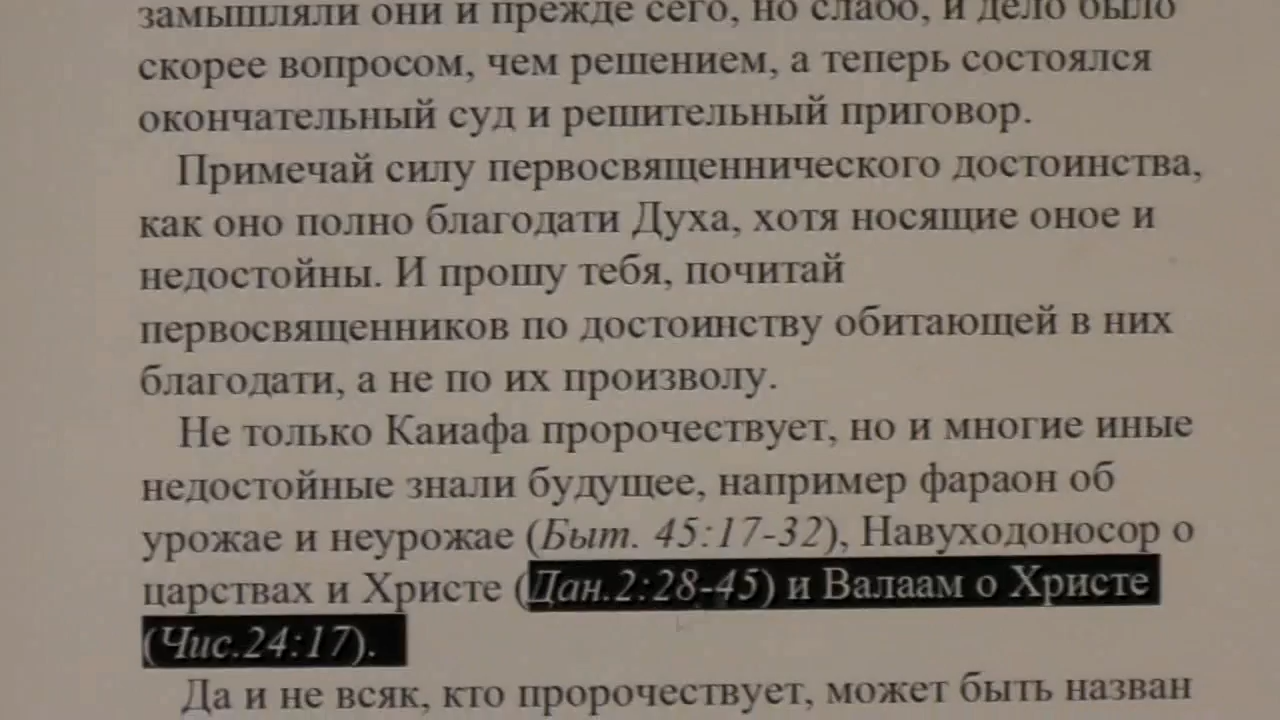 замышляли они и прежде сего, но слабо, и дело было
скорее вопросом, чем решением, а теперь состоялся
окончательный суд и решительный приговор.
Примечай силу первосвященнического достоинства,
как оно полно благодати Духа, хотя носящие оное и
недостойны. И прошу тебя, почитай
первосвященников по достоинству обитающей в них
благодати, а не по их произволу.
Не только Каиафа пророчествует, но и многие иные
недостойные знали будущее, например фараон об
урожае и неурожае (Быт. 45:17-32), Навуходоносор о
царствах и Христе (Дан.2:28-45) и Валаам о Христе
(Чис.24:17).
Да и не всяк, кто пророчествует, может быть назван